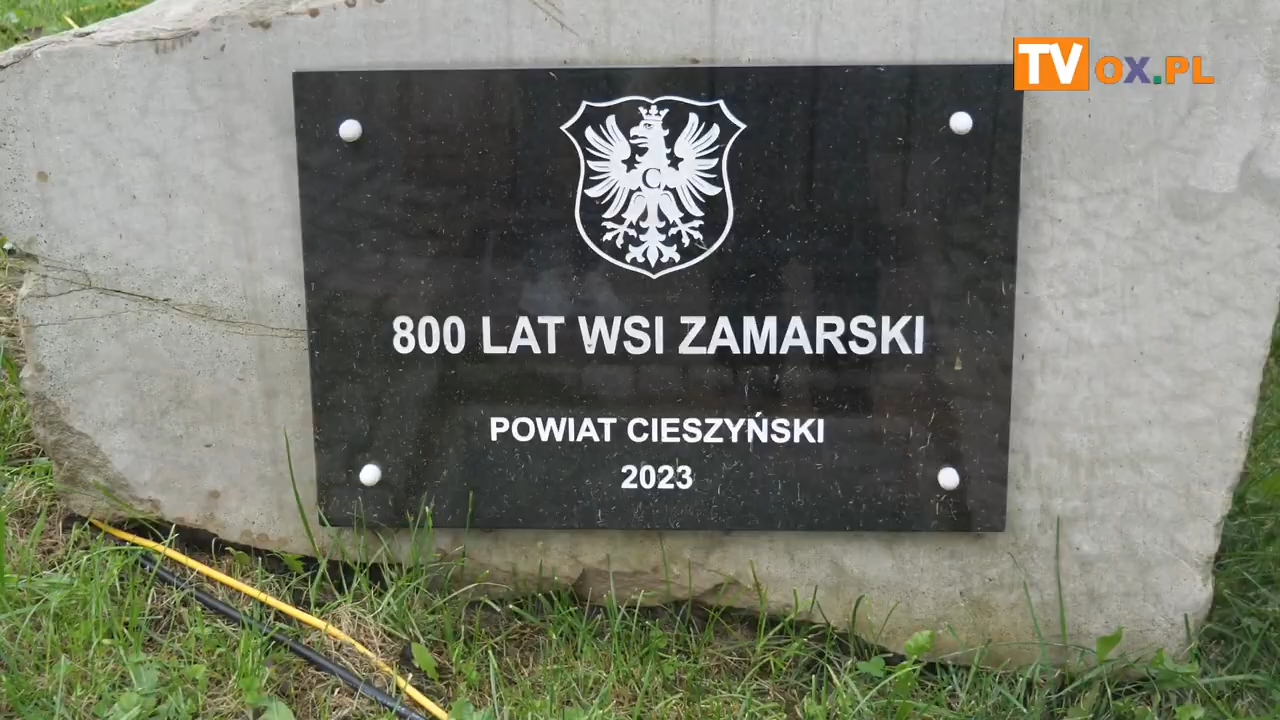 TVOX.PL
C
800 LAT WSI ZAMARSKI
POWIAT CIESZYŃSKI
2023